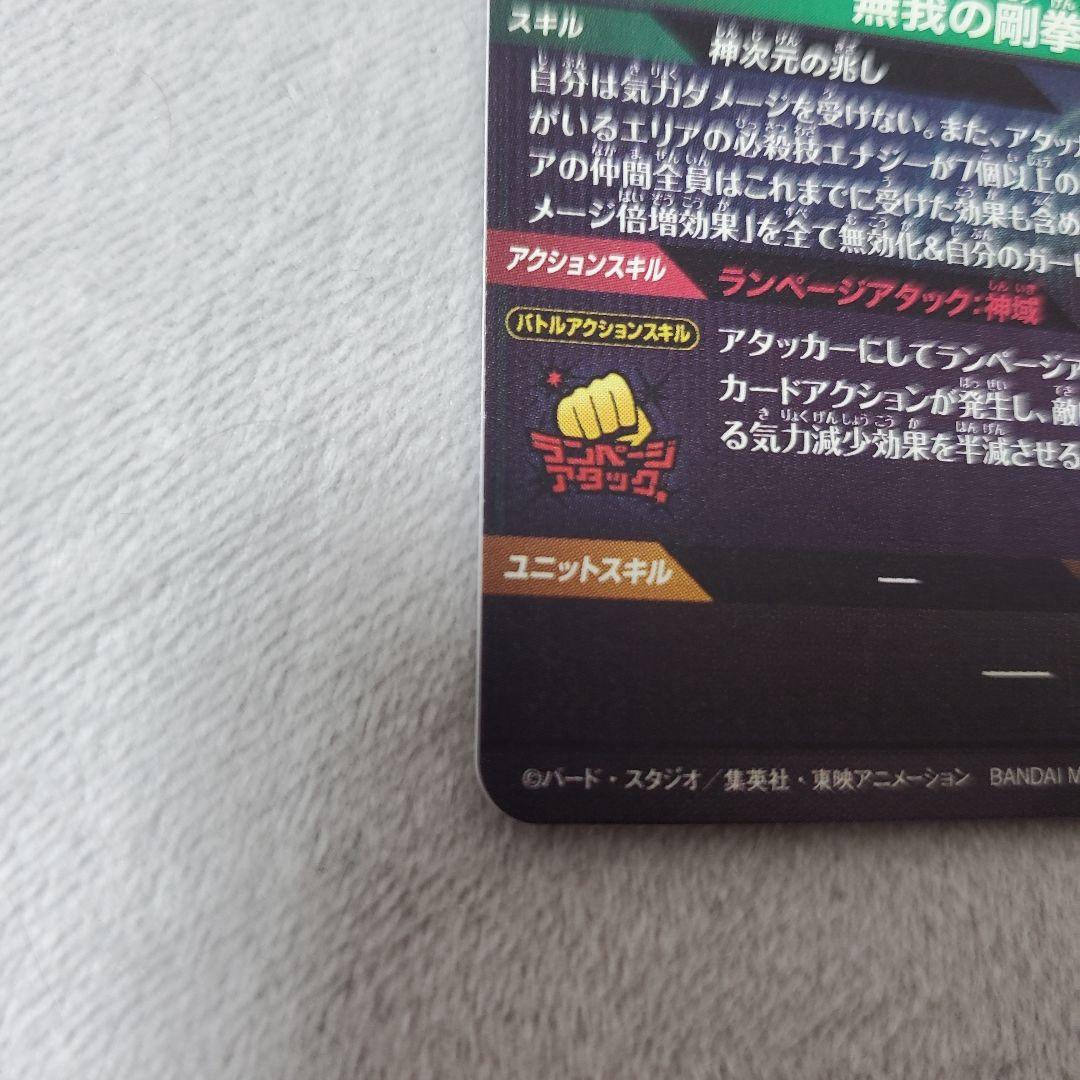 無我の剛拳
スキル
神次元の兆し
自分は気力ダメージを受けない。また、アタッカ
がいるエリアの必殺技エナジーが7個以上の
アの仲間全員はこれまでに受けた効果も含め
メージ倍増効果」を全て無効化&自分のカード
アクションスキル
ランページアタック:神域
バトルアクションスキル
アタッカーにしてランページア
カードアクションが発生し、敵
る気力減少効果を半減させる
ランページ
アタック
ユニットスキル
―
―
©バード・スタジオ/集英社・東映アニメーション BANDAI M